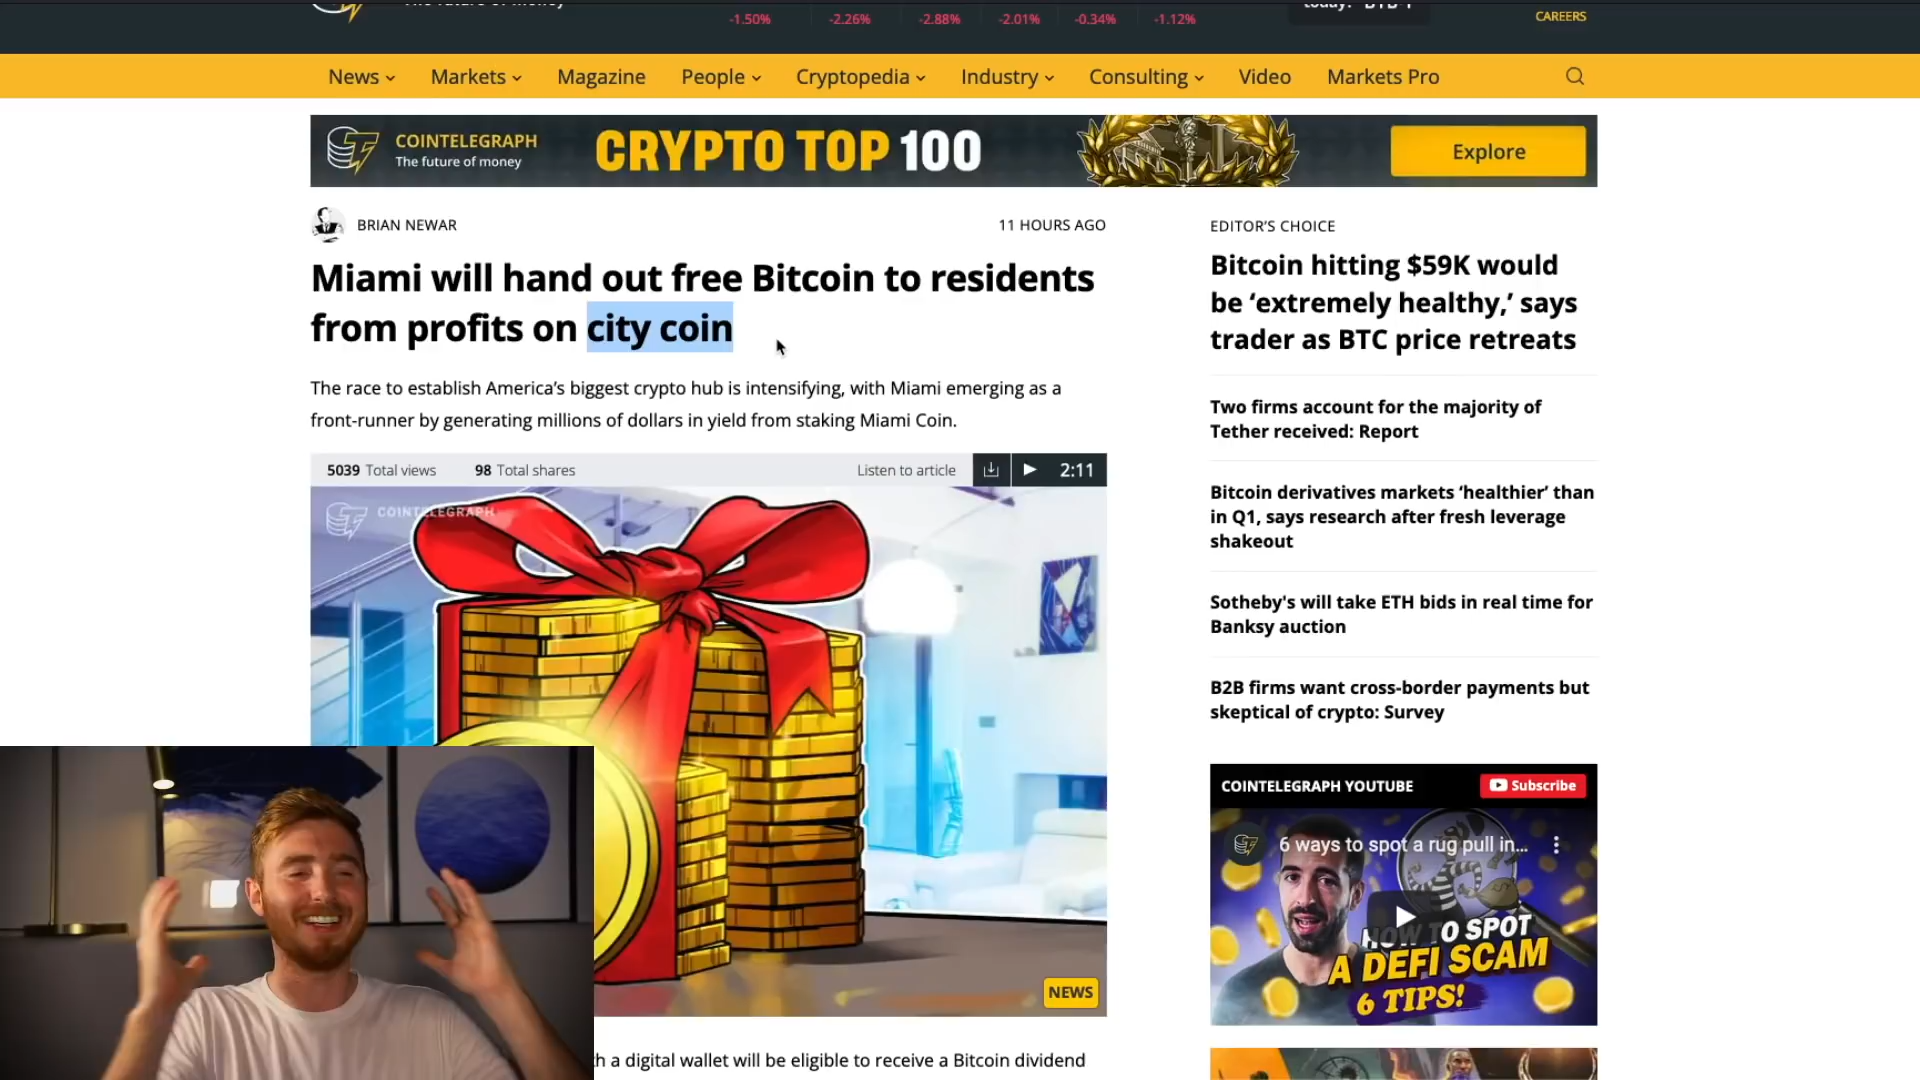 -1.50% -2.26% -2.88% -2.01% -0.34% -1.12%
CAREERS
News Markets Magazine People Cryptopedia Industry Consulting Video Markets Pro
COINTELEGRAPH
The future of money
CRYPTO TOP 100
Explore
BRIAN NEWAR
11 HOURS AGO
Miami will hand out free Bitcoin to residents
from profits on city coin
The race to establish America’s biggest crypto hub is intensifying, with Miami emerging as a
front-runner by generating millions of dollars in yield from staking Miami Coin.
5039 Total views 98 Total shares Listen to article 2:11
COINTELEGRAPH
NEWS
a digital wallet will be eligible to receive a Bitcoin dividend
EDITOR’S CHOICE
Bitcoin hitting $59K would
be ‘extremely healthy,’ says
trader as BTC price retreats
Two firms account for the majority of
Tether received: Report
Bitcoin derivatives markets ‘healthier’ than
in Q1, says research after fresh leverage
shakeout
Sotheby's will take ETH bids in real time for
Banksy auction
B2B firms want cross-border payments but
skeptical of crypto: Survey
COINTELEGRAPH YOUTUBE
Subscribe
6 ways to spot a rug pull in...
HOW TO SPOT
A DEFI SCAM
6 TIPS!